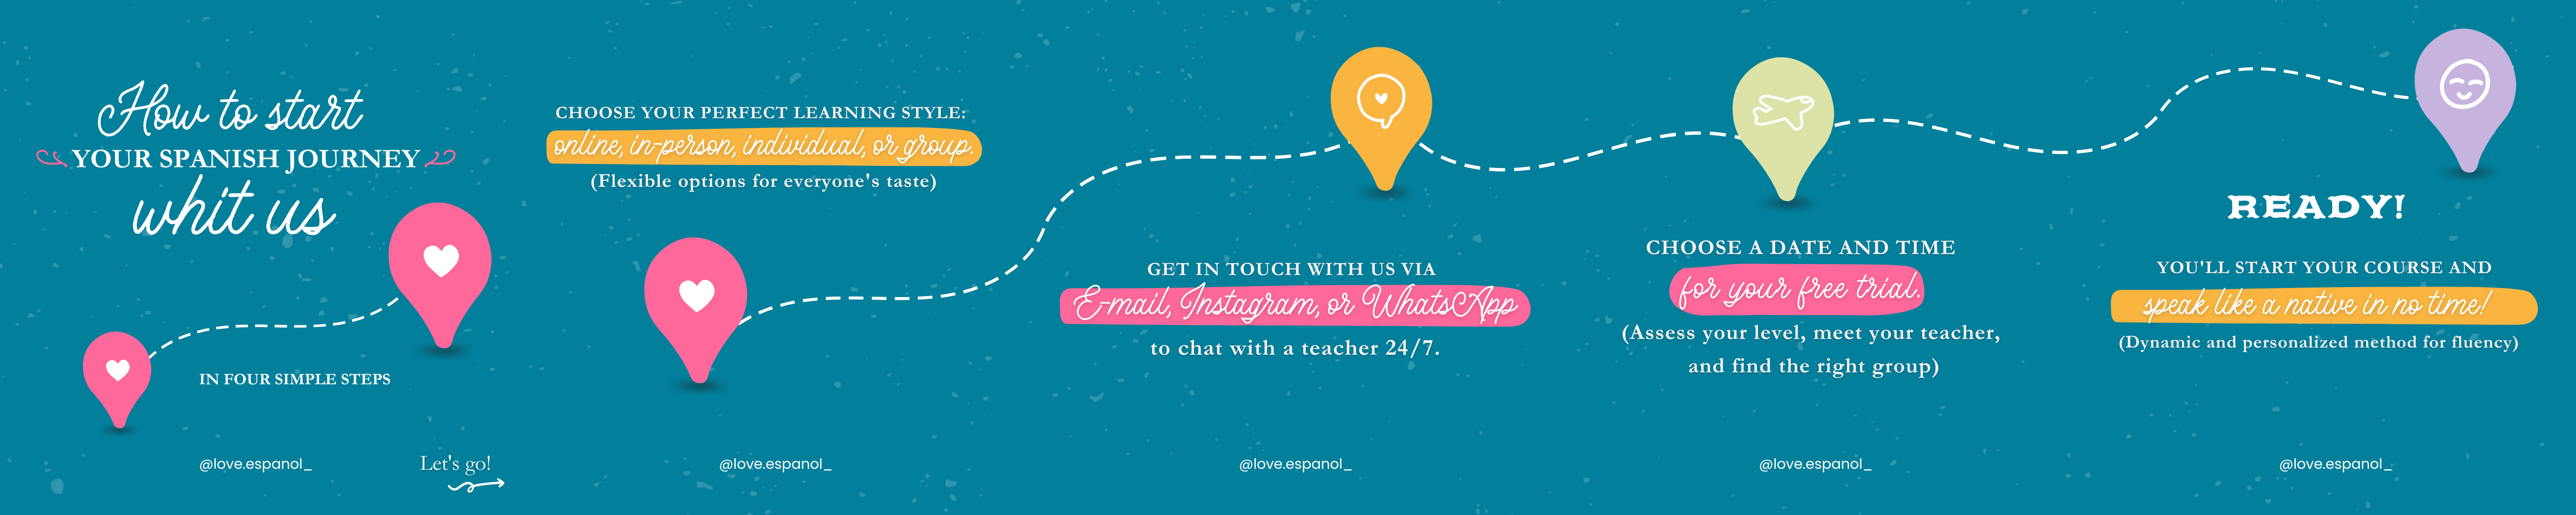 How to start
YOUR SPANISH JOURNEY
whit us
IN FOUR SIMPLE STEPS
@love.espanol_
Let's go!
CHOOSE YOUR PERFECT LEARNING STYLE:
online, in-person, individual, or group.
(Flexible options for everyone's taste)
@love.espanol_
GET IN TOUCH WITH US VIA
E-mail, Instagram, or WhatsApp
to chat with a teacher 24/7.
@love.espanol_
CHOOSE A DATE AND TIME
for your free trial.
(Assess your level, meet your teacher,
and find the right group)
@love.espanol_
READY!
YOU'LL START YOUR COURSE AND
speak like a native in no time!
(Dynamic and personalized method for fluency)
@love.espanol_